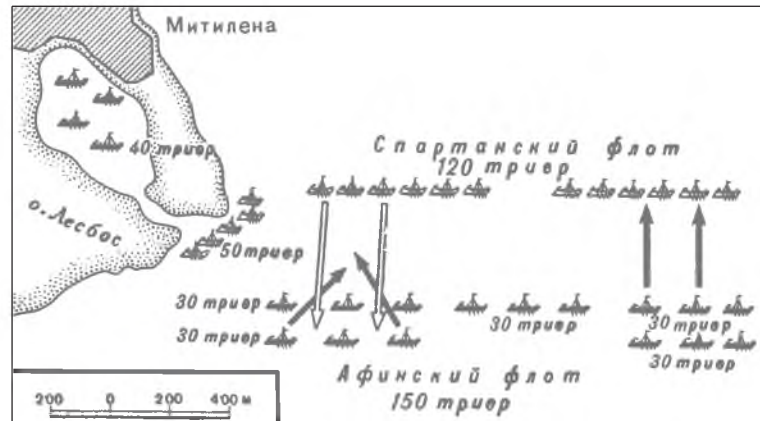 Митилена
40 триер
Спартанский флот
120 триер
о. Лесбос
50 триер
30 триер
30 триер
30 триер
30 триер
30 триер
Афинский флот
150 триер
200 0 200 400 м